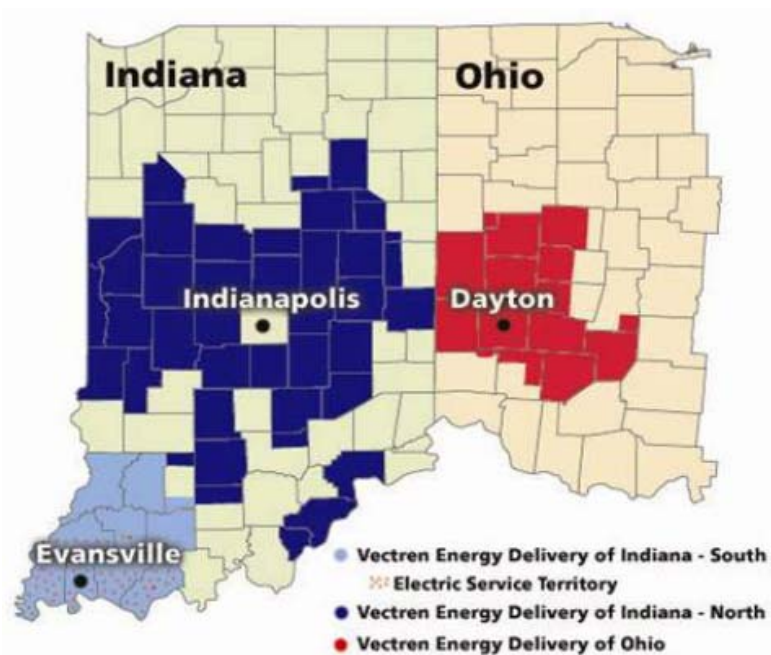 Indiana
Ohio
Indianapolis
Dayton
Evansville
Vectren Energy Delivery of Indiana - South
Electric Service Territory
Vectren Energy Delivery of Indiana - North
Vectren Energy Delivery of Ohio